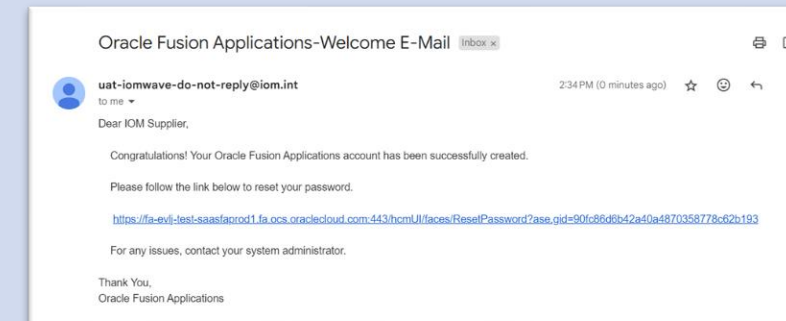 Oracle Fusion Applications-Welcome E-Mail Inbox x
uat-iomwave-do-not-reply@iom.int 2:34 PM (0 minutes ago)
to me
Dear IOM Supplier,
Congratulations! Your Oracle Fusion Applications account has been successfully created.
Please follow the link below to reset your password.
https://fa-evlj-test-saasfaprod1.fa.ocs.oraclecloud.com:443/hcmUI/faces/ResetPassword?ase.gid=90fc86d6b42a40a4870358778c62b193
For any issues, contact your system administrator.
Thank You,
Oracle Fusion Applications